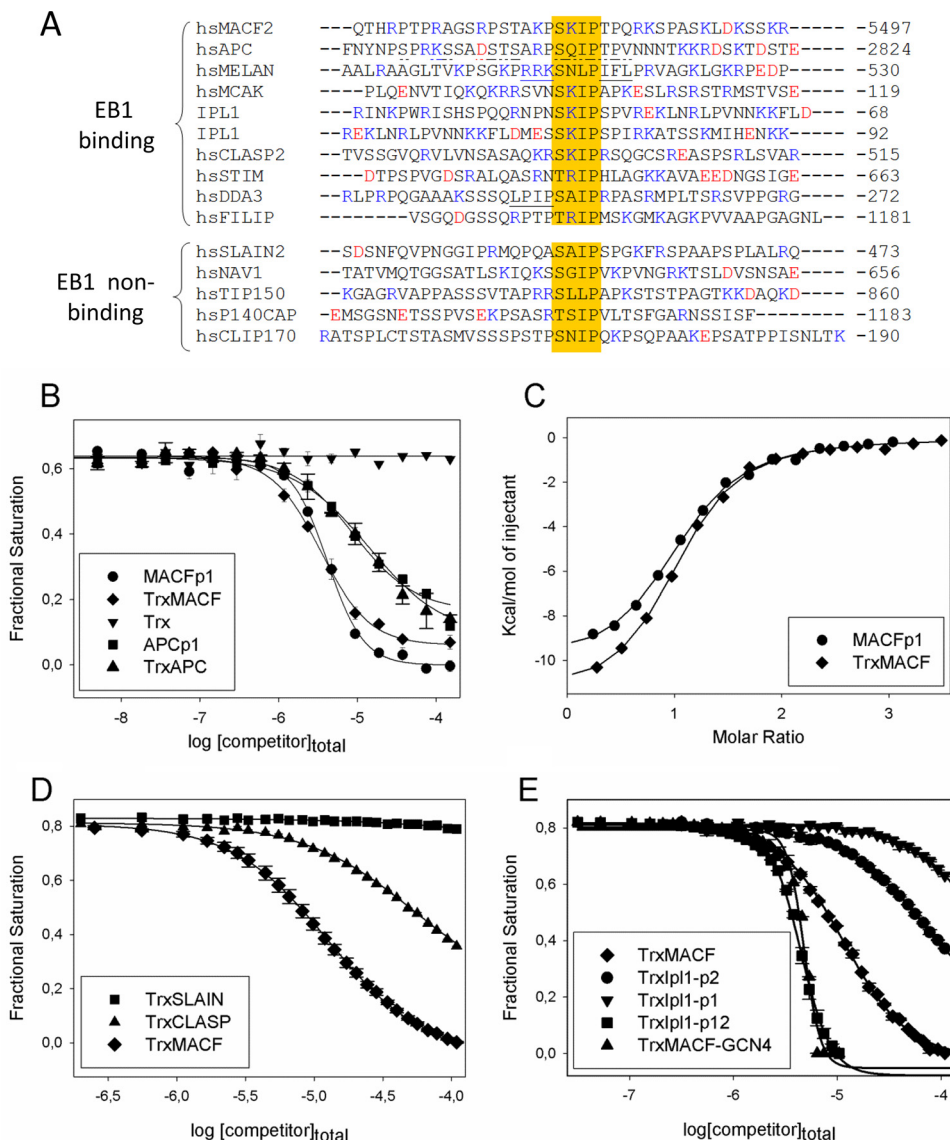 A
hsMACF2 --QTHRPTPRAGSRPSTAKPSKIPTPQRKSPASKLDKSSKR---- -5497
hsAPC --FNYNPSPRKSSADSTSARPSQIPTPVNNNTKKRDSKTDSTE -2824
hsMELAN --AALRAAGLTVKPSGKPRRKSNLPIFLPRVAGKLGKRPEDP-- -530
hsMCAK ---PLQENVTIQKQKRRSVNSKIPAPKESLRSRSTRMSTVSE -119
IPL1 --RINKPWRISHSPQQRNPNSKIPSPVREKLNRLPVNNKKFLD -68
IPL1 --REKLNRLPVNNKKFLDMESSKIPSPIRKATSSKMIHENKK-- -92
hsCLASP2 --TVSSGVQRVLVNSASAQKRSKIPRSQGCSREASPSRLSVAR-- -515
hsSTIM ---DTPSPVGDSRALQASRNTRIPHLAGKKAVAEEDNSIGE -663
hsDDA3 --RLPRPQGAAAKSSSQLPIPSAIPRPASRMPLTSRSVPPGRG -272
hsFILIP -------VSGQDGSSQRPTPTRIPMSKGMKAGKPVVAAPGAGNL -1181
EB1
binding
hsSLAIN2 --SDSNFQVPNGGIPRMQPQASAIPSPGKFRSPAAPSPLALRQ -473
hsNAV1 --TATVMQTGGSATLSKIQKSSGIPVKPVNGRKTSLDVSNSAE -656
hsTIP150 --KGAGRVAPPASSSVTAPRRSLLPAPKSTSTPAGTKKDAQKD -860
hsP140CAP -EMSGSNETSSPVSEKPSASRTSIPVLTSFGARNSSISF------ -1183
hsCLIP170 RATSPLCTSTASMVSSSPSTPSNIPQKPSQPAAKEPSATPPISNLTK -190
EB1 non-
binding
B
Fractional Saturation
0,6
0,4
0,2
0,0
MACFp1
TrxMACF
Trx
APCp1
TrxAPC
-8 -7 -6 -5 -4
log [competitor]total
C
Kcal/mol of injectant
0
-2
-4
-6
-8
-10
MACFp1
TrxMACF
0 1 2 3
Molar Ratio
D
Fractional Saturation
0,8
0,6
0,4
0,2
0,0
TrxSLAIN
TrxCLASP
TrxMACF
-6,5 -6,0 -5,5 -5,0 -4,5 -4,0
log [competitor]total
E
Fractional Saturation
0,8
0,6
0,4
0,2
0,0
TrxMACF
TrxIpl1-p2
TrxIpl1-p1
TrxIpl1-p12
TrxMACF-GCN4
-7 -6 -5 -4
log[competitor]total